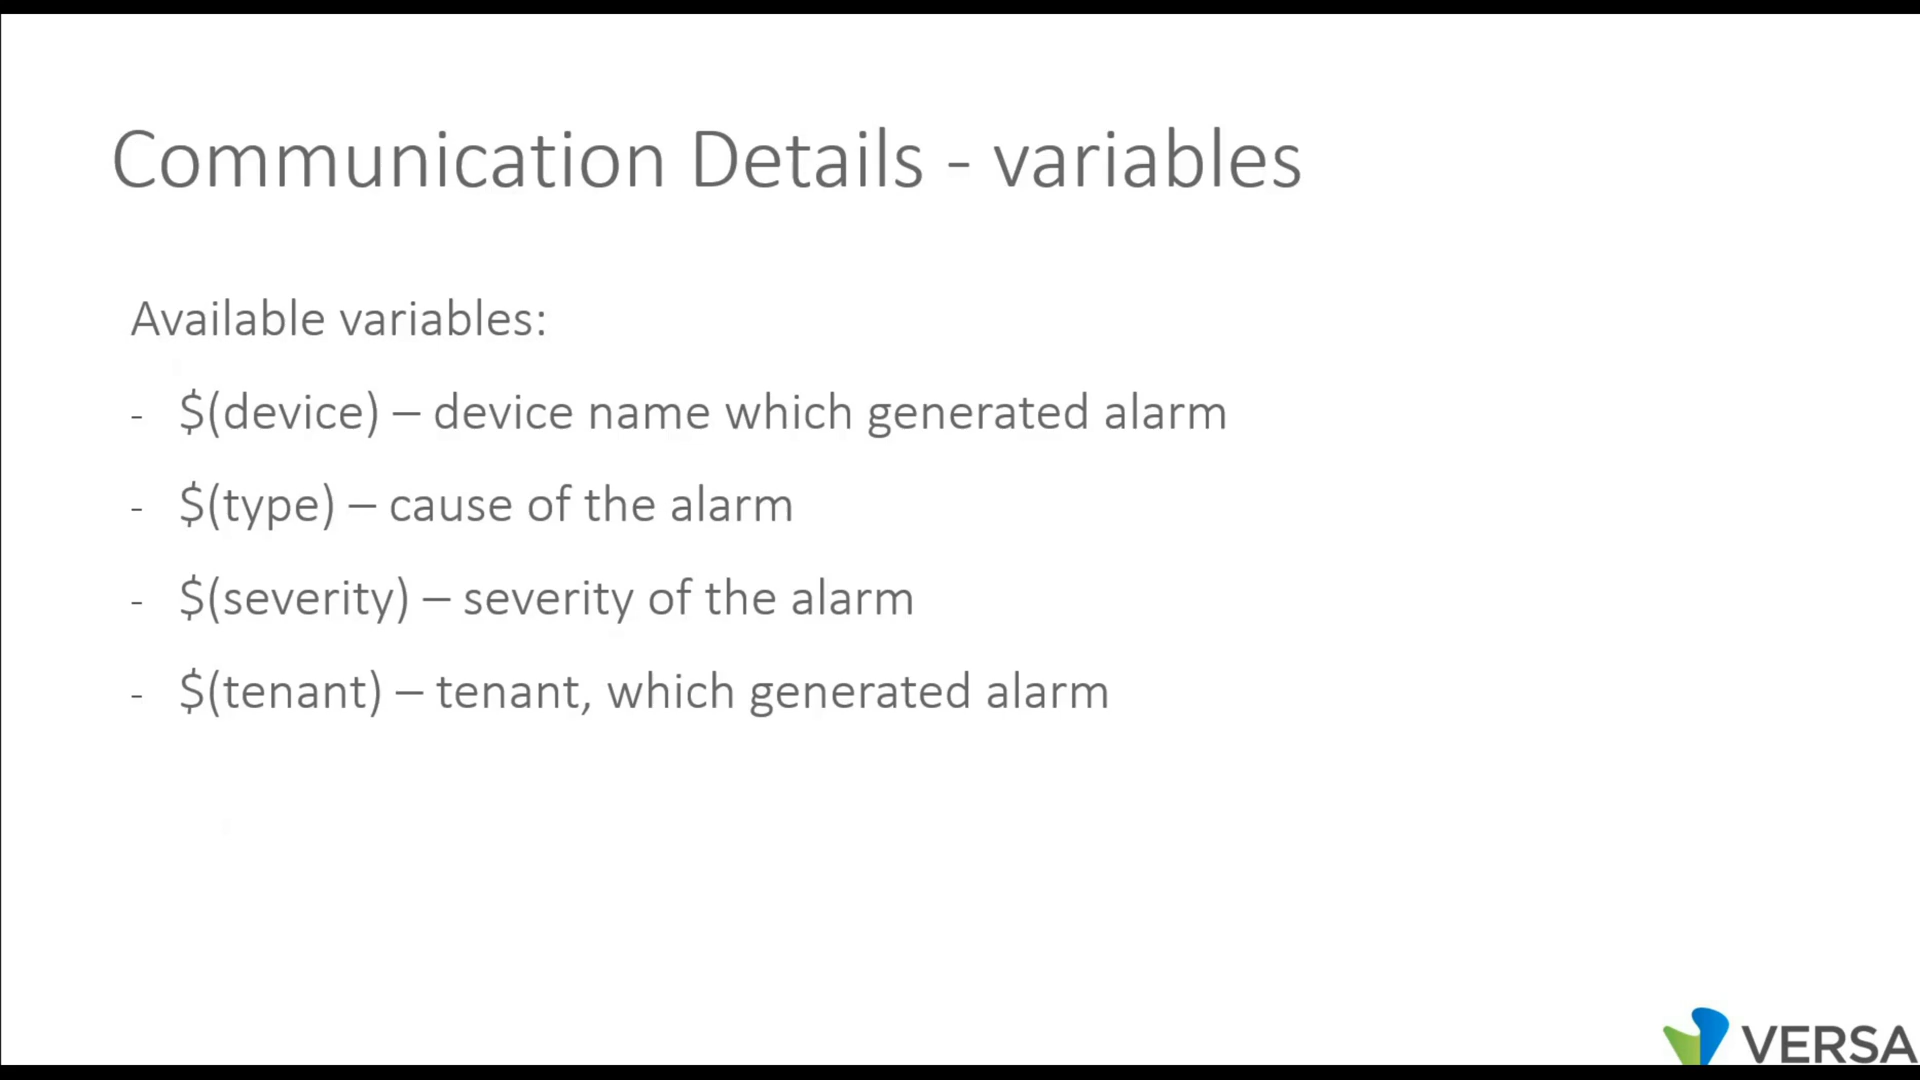 Communication Details - variables
Available variables:
- $(device) – device name which generated alarm
- $(type) – cause of the alarm
- $(severity) – severity of the alarm
- $(tenant) – tenant, which generated alarm
VERSA